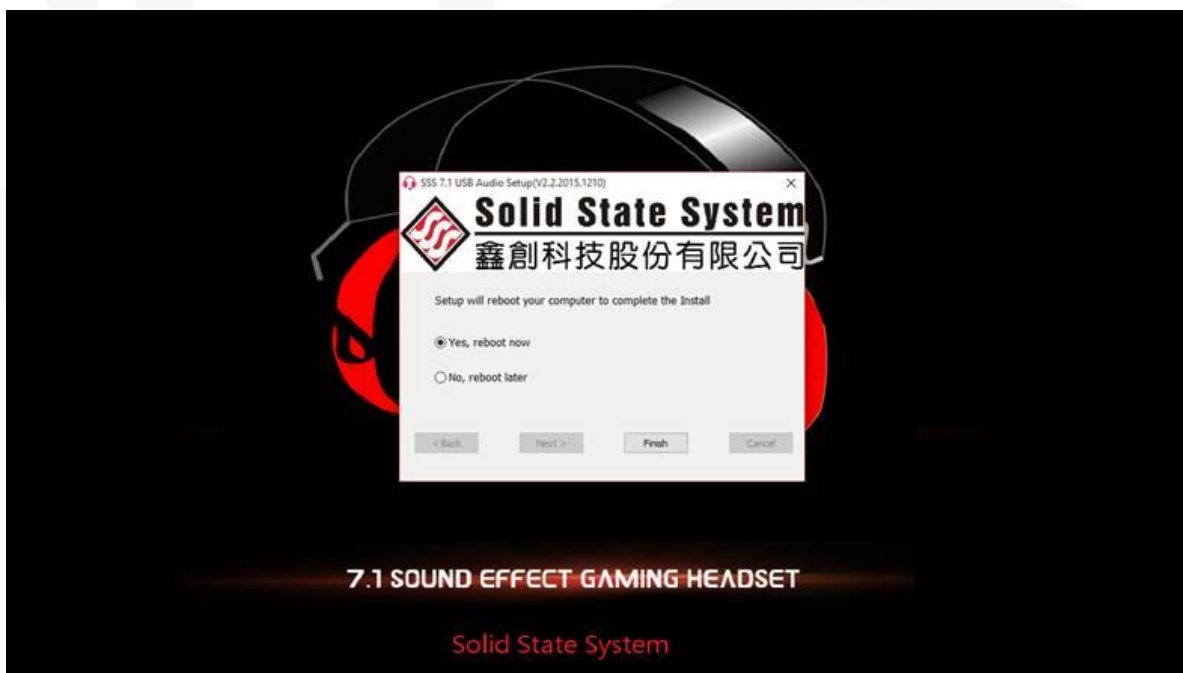 SSS 7.1 USB Audio Setup(V2.2.2015.1210)
Solid State System
鑫創科技股份有限公司
Setup will reboot your computer to complete the Install
Yes, reboot now
No, reboot later
< Back Next > Finish Cancel
7.1 SOUND EFFECT GAMING HEADSET
Solid State System